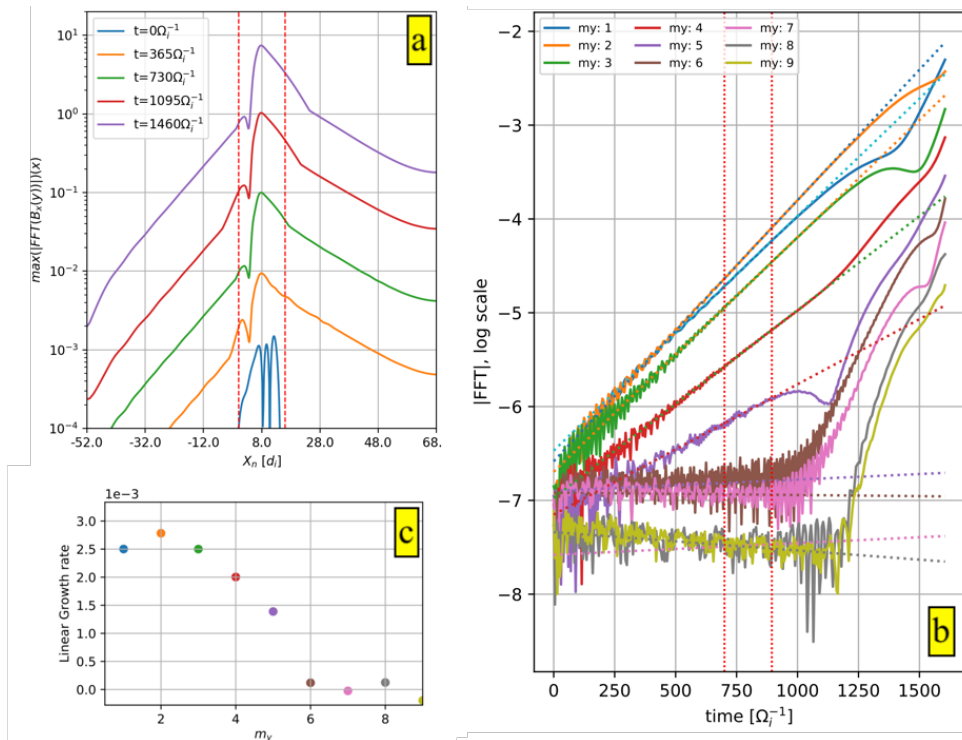 a
t=0Ω_i^{-1}
t=365Ω_i^{-1}
t=730Ω_i^{-1}
t=1095Ω_i^{-1}
t=1460Ω_i^{-1}
10^1
10^0
10^{-1}
10^{-2}
10^{-3}
10^{-4}
max(|FFT(B_x(y))|)(x)
-52.0 -32.0 -12.0 8.0 28.0 48.0 68.
X_n [d_i]
1e−3
c
3.0
2.5
2.0
1.5
1.0
0.5
0.0
Linear Growth rate
2 4 6 8
m_y
my: 1 my: 4 my: 7
my: 2 my: 5 my: 8
my: 3 my: 6 my: 9
−2
−3
−4
−5
−6
−7
−8
|FFT|, log scale
b
0 250 500 750 1000 1250 1500
time [Ω_i^{-1}]